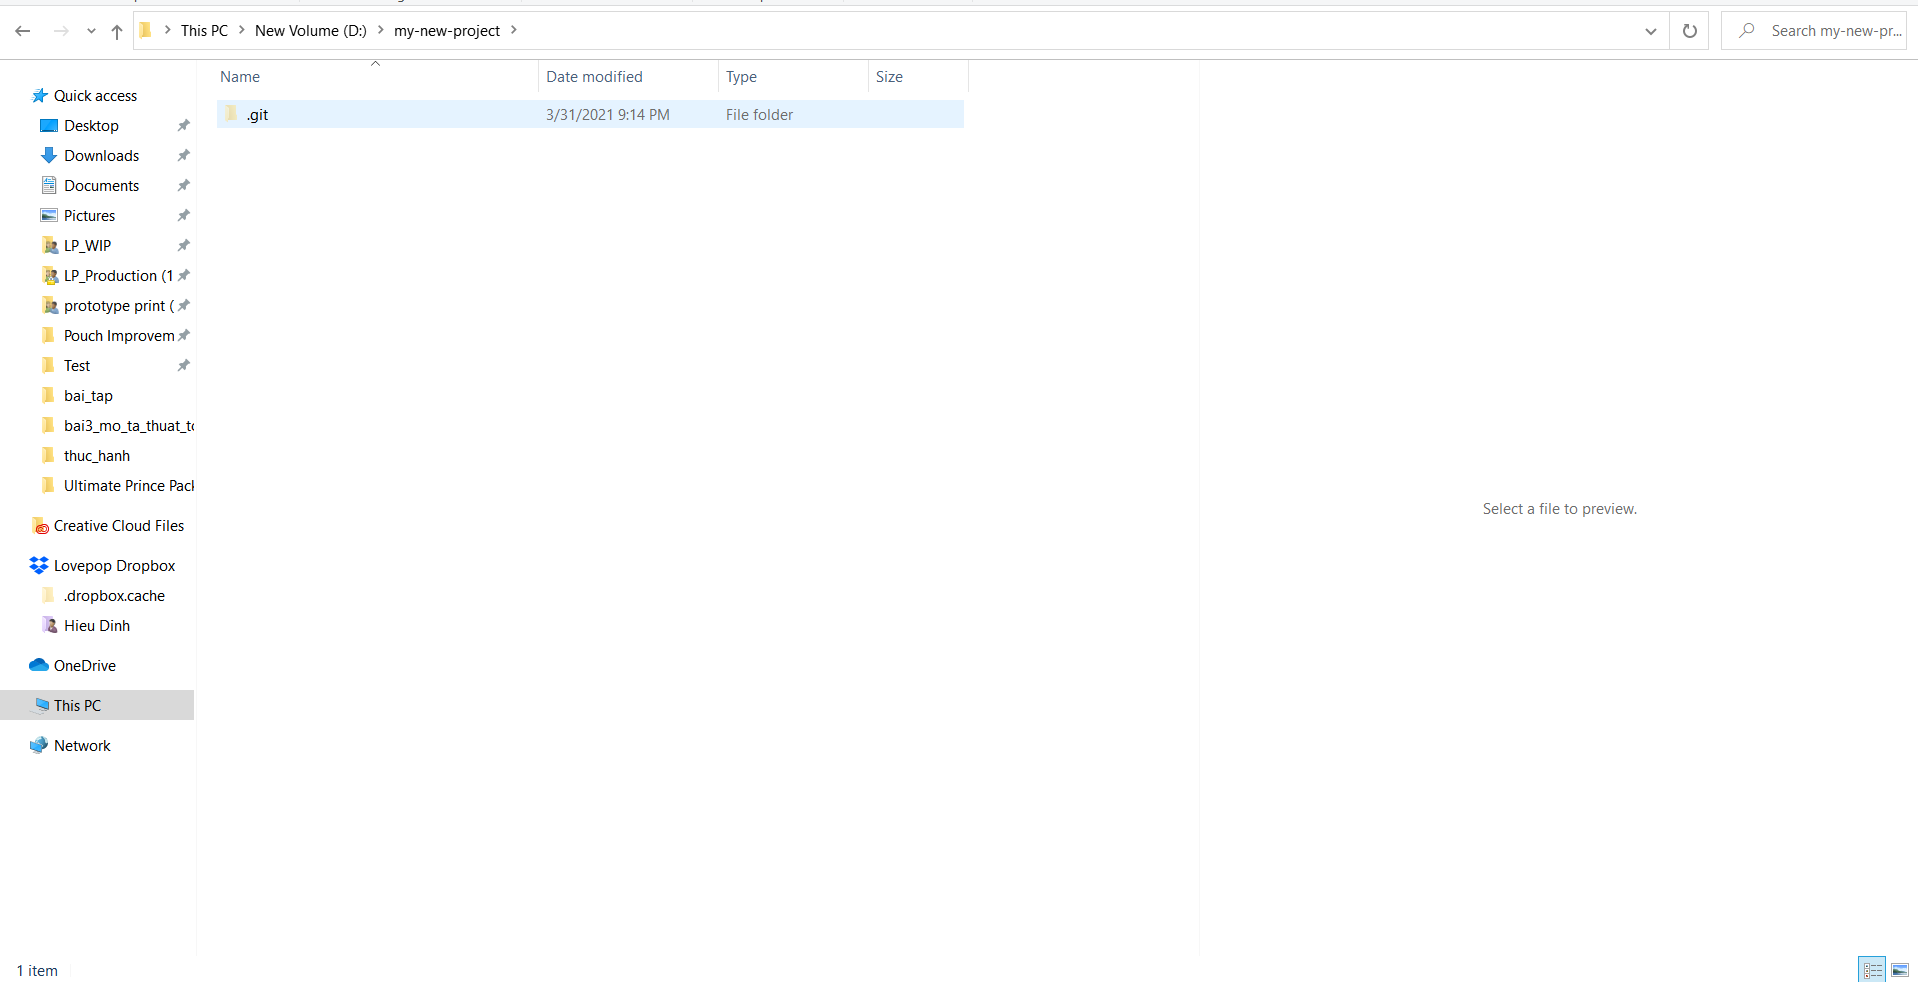 This PC > New Volume (D:) > my-new-project >
Search my-new-pr...
Name Date modified Type Size
.git 3/31/2021 9:14 PM File folder
Quick access
Desktop
Downloads
Documents
Pictures
LP_WIP
LP_Production (1
prototype print (
Pouch Improvem
Test
bai_tap
bai3_mo_ta_thuat_to
thuc_hanh
Ultimate Prince Pack
Creative Cloud Files
Lovepop Dropbox
.dropbox.cache
Hieu Dinh
OneDrive
This PC
Network
Select a file to preview.
1 item